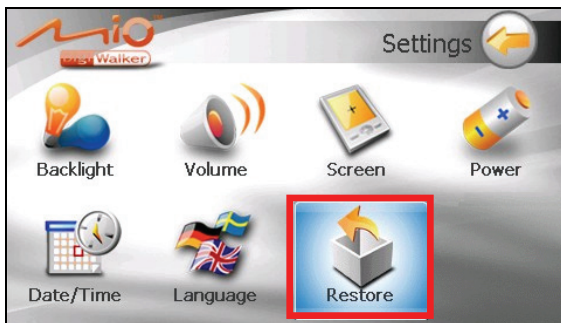 Mio
DigiWalker
Settings
Backlight
Volume
Screen
Power
Date/Time
Language
Restore